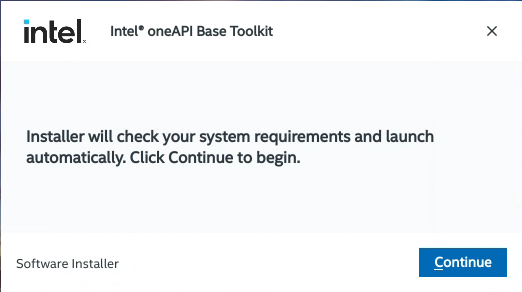 intel.
Intel® oneAPI Base Toolkit
Installer will check your system requirements and launch
automatically. Click Continue to begin.
Software Installer
Continue